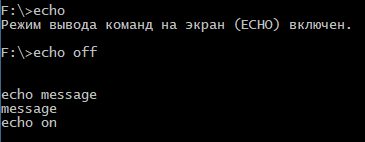 F:\>echo
Режим вывода команд на экран (ECHO) включен.
F:\>echo off
echo message
message
echo on